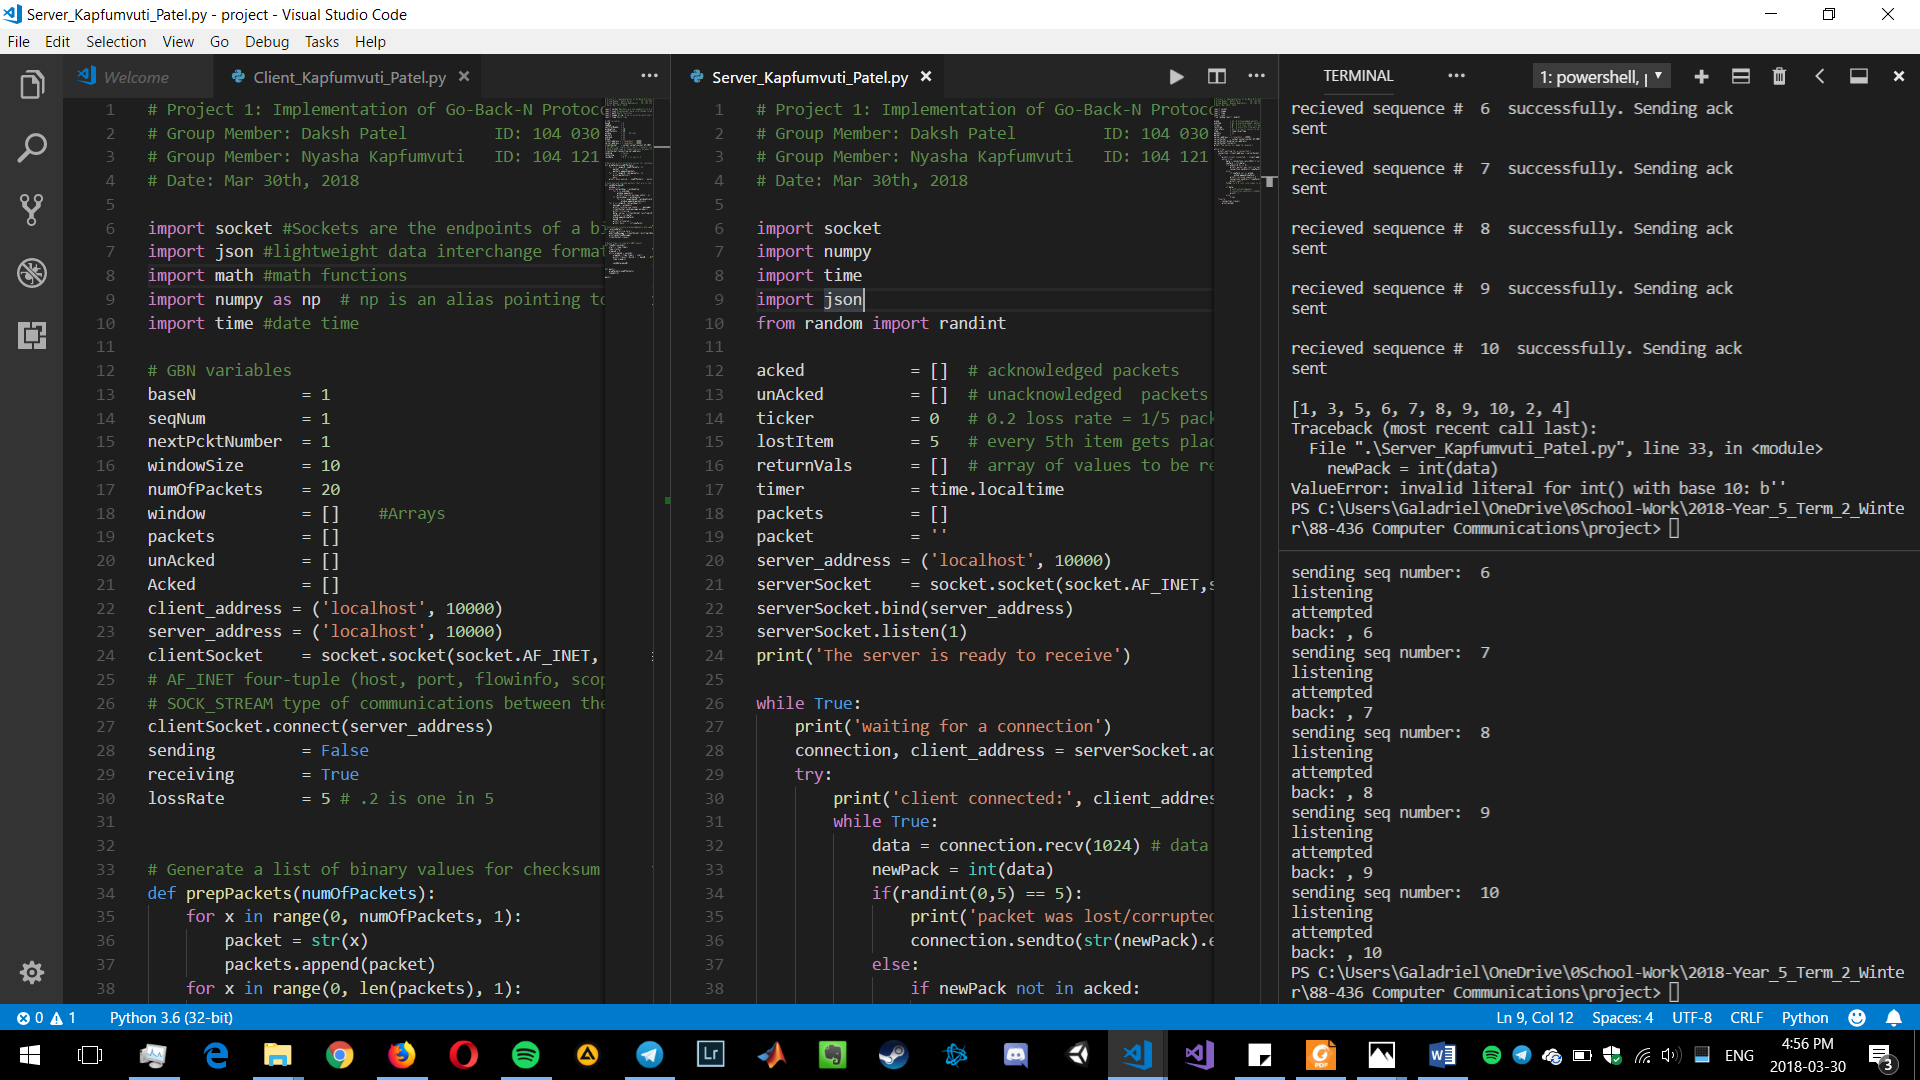 Server_Kapfumvuti_Patel.py - project - Visual Studio Code
File Edit Selection View Go Debug Tasks Help
Welcome
Client_Kapfumvuti_Patel.py
1 # Project 1: Implementation of Go-Back-N Protoc
2 # Group Member: Daksh Patel ID: 104 030
3 # Group Member: Nyasha Kapfumvuti ID: 104 121
4 # Date: Mar 30th, 2018
5
6 import socket #Sockets are the endpoints of a bi
7 import json #lightweight data interchange format
8 import math #math functions
9 import numpy as np # np is an alias pointing to
10 import time #date time
11
12 # GBN variables
13 baseN = 1
14 seqNum = 1
15 nextPcktNumber = 1
16 windowSize = 10
17 numOfPackets = 20
18 window = [] #Arrays
19 packets = []
20 unAcked = []
21 Acked = []
22 client_address = ('localhost', 10000)
23 server_address = ('localhost', 10000)
24 clientSocket = socket.socket(socket.AF_INET,
25 # AF_INET four-tuple (host, port, flowinfo, scop
26 # SOCK_STREAM type of communications between the
27 clientSocket.connect(server_address)
28 sending = False
29 receiving = True
30 lossRate = 5 # .2 is one in 5
31
32
33 # Generate a list of binary values for checksum
34 def prepPackets(numOfPackets):
35 for x in range(0, numOfPackets, 1):
36 packet = str(x)
37 packets.append(packet)
38 for x in range(0, len(packets), 1):
Server_Kapfumvuti_Patel.py
1 # Project 1: Implementation of Go-Back-N Protoc
2 # Group Member: Daksh Patel ID: 104 030
3 # Group Member: Nyasha Kapfumvuti ID: 104 121
4 # Date: Mar 30th, 2018
5
6 import socket
7 import numpy
8 import time
9 import json
10 from random import randint
11
12 acked = [] # acknowledged packets
13 unAcked = [] # unacknowledged packets
14 ticker = 0 # 0.2 loss rate = 1/5 pack
15 lostItem = 5 # every 5th item gets plac
16 returnVals = [] # array of values to be re
17 timer = time.localtime
18 packets = []
19 packet = ''
20 server_address = ('localhost', 10000)
21 serverSocket = socket.socket(socket.AF_INET,s
22 serverSocket.bind(server_address)
23 serverSocket.listen(1)
24 print('The server is ready to receive')
25
26 while True:
27 print('waiting for a connection')
28 connection, client_address = serverSocket.ac
29 try:
30 print('client connected:', client_addres
31 while True:
32 data = connection.recv(1024) # data
33 newPack = int(data)
34 if(randint(0,5) == 5):
35 print('packet was lost/corrupted
36 connection.sendto(str(newPack).e
37 else:
38 if newPack not in acked:
TERMINAL
1: powershell, p
recieved sequence # 6 successfully. Sending ack
sent
recieved sequence # 7 successfully. Sending ack
sent
recieved sequence # 8 successfully. Sending ack
sent
recieved sequence # 9 successfully. Sending ack
sent
recieved sequence # 10 successfully. Sending ack
sent
[1, 3, 5, 6, 7, 8, 9, 10, 2, 4]
Traceback (most recent call last):
File ".\Server_Kapfumvuti_Patel.py", line 33, in <module>
newPack = int(data)
ValueError: invalid literal for int() with base 10: b''
PS C:\Users\Galadriel\OneDrive\0School-Work\2018-Year_5_Term_2_Winte
r\88-436 Computer Communications\project>
sending seq number: 6
listening
attempted
back: , 6
sending seq number: 7
listening
attempted
back: , 7
sending seq number: 8
listening
attempted
back: , 8
sending seq number: 9
listening
attempted
back: , 9
sending seq number: 10
listening
attempted
back: , 10
PS C:\Users\Galadriel\OneDrive\0School-Work\2018-Year_5_Term_2_Winte
r\88-436 Computer Communications\project>
0 1 Python 3.6 (32-bit)
Ln 9, Col 12 Spaces: 4 UTF-8 CRLF Python
Lr
ENG
4:56 PM
2018-03-30
3